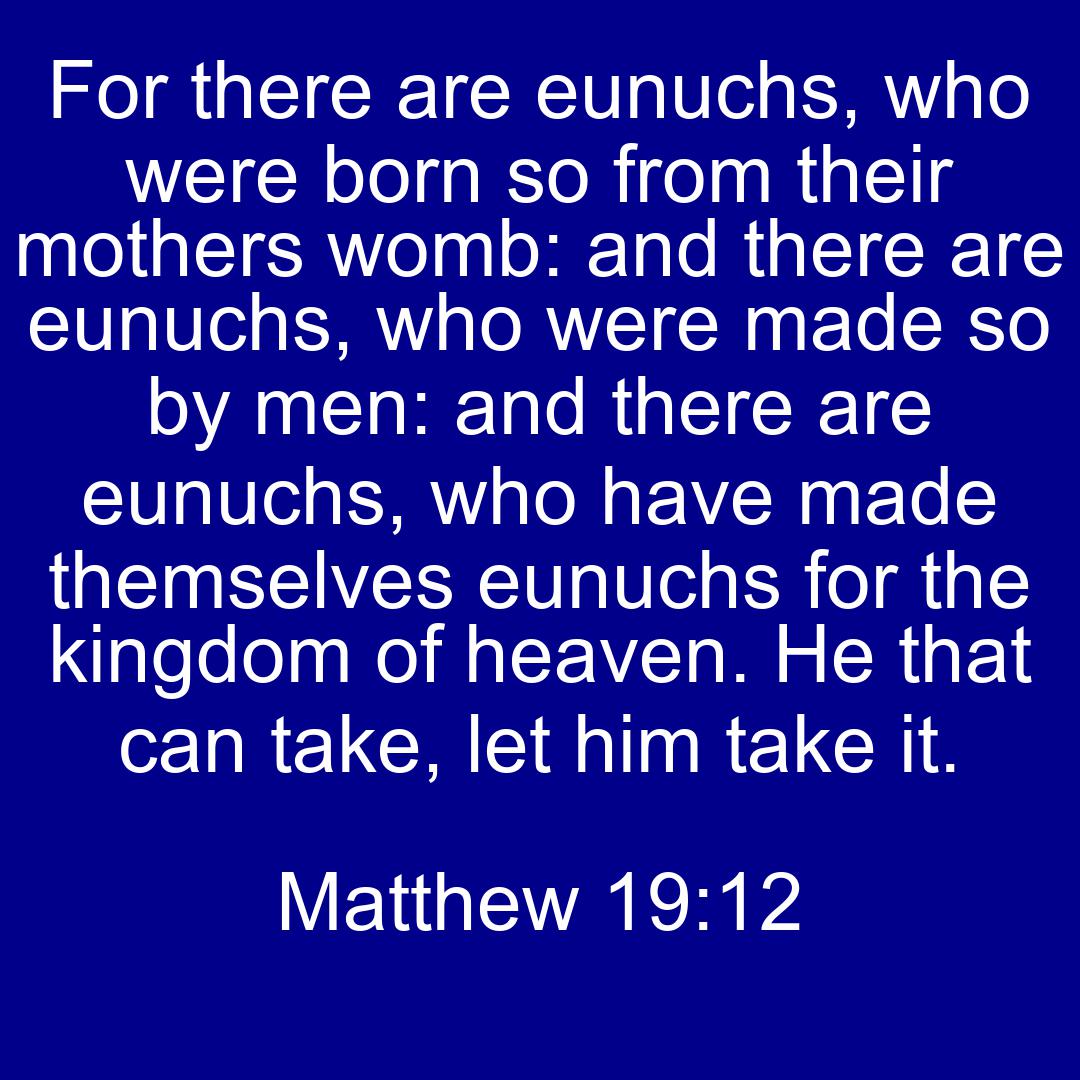 For there are eunuchs, who
were born so from their
mothers womb: and there are
eunuchs, who were made so
by men: and there are
eunuchs, who have made
themselves eunuchs for the
kingdom of heaven. He that
can take, let him take it.
Matthew 19:12